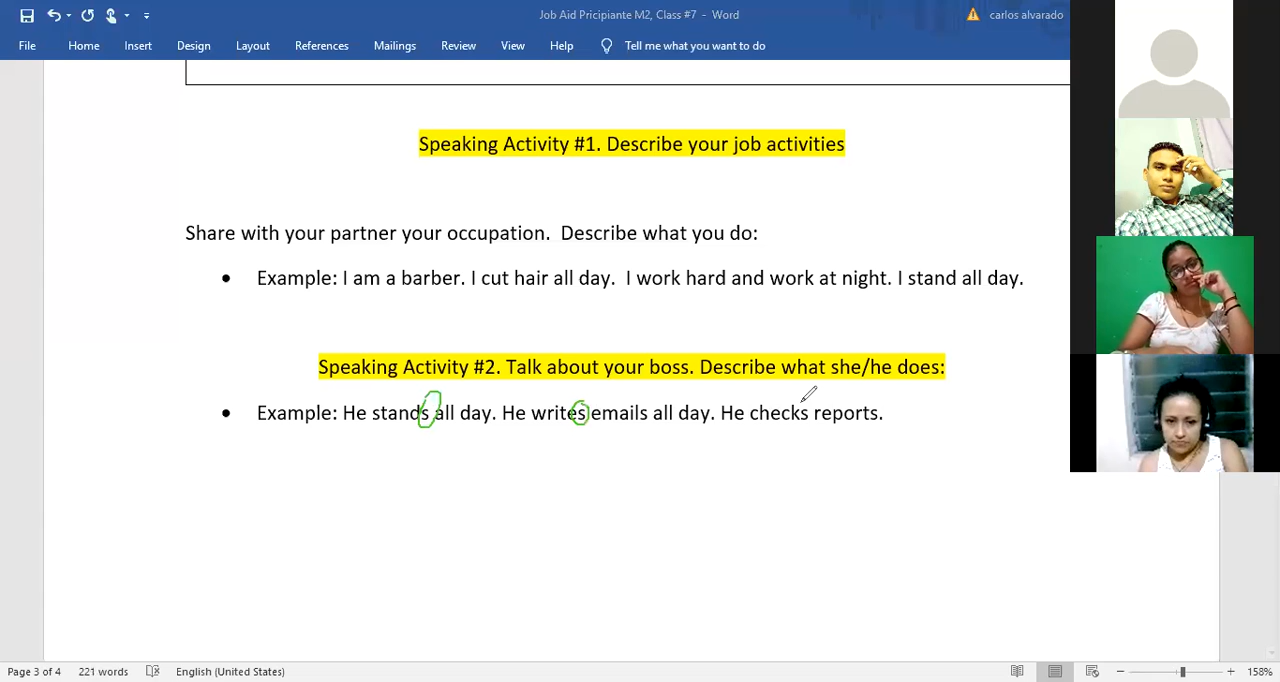 Job Aid Pricipiante M2, Class #7 - Word
carlos alvarado
File Home Insert Design Layout References Mailings Review View Help Tell me what you want to do
Speaking Activity #1. Describe your job activities
Share with your partner your occupation. Describe what you do:
• Example: I am a barber. I cut hair all day. I work hard and work at night. I stand all day.
Speaking Activity #2. Talk about your boss. Describe what she/he does:
• Example: He stands all day. He writes emails all day. He checks reports.
Page 3 of 4 221 words English (United States) 158%